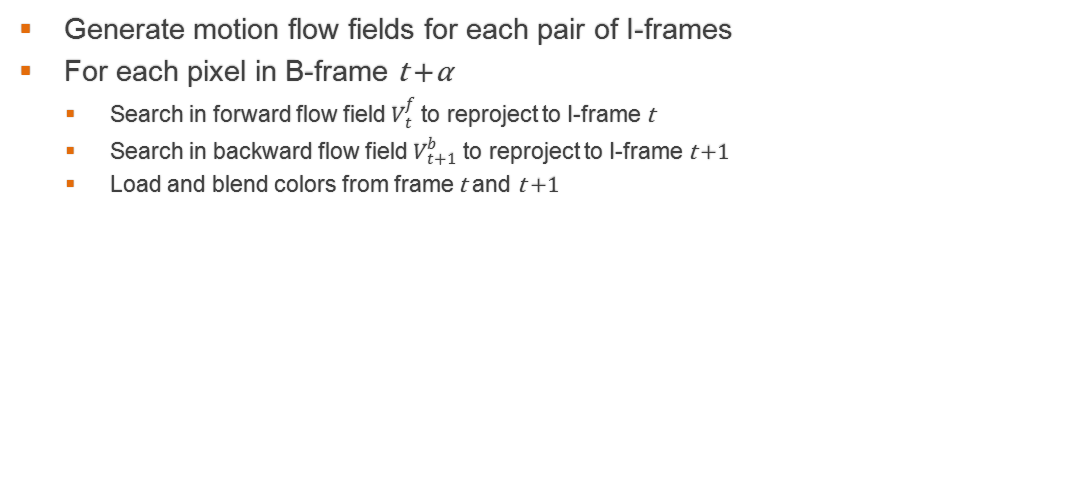 ▪ Generate motion flow fields for each pair of I-frames
▪ For each pixel in B-frame t+α
▪ Search in forward flow field V_t^f to reproject to I-frame t
▪ Search in backward flow field V_{t+1}^b to reproject to I-frame t+1
▪ Load and blend colors from frame t and t+1